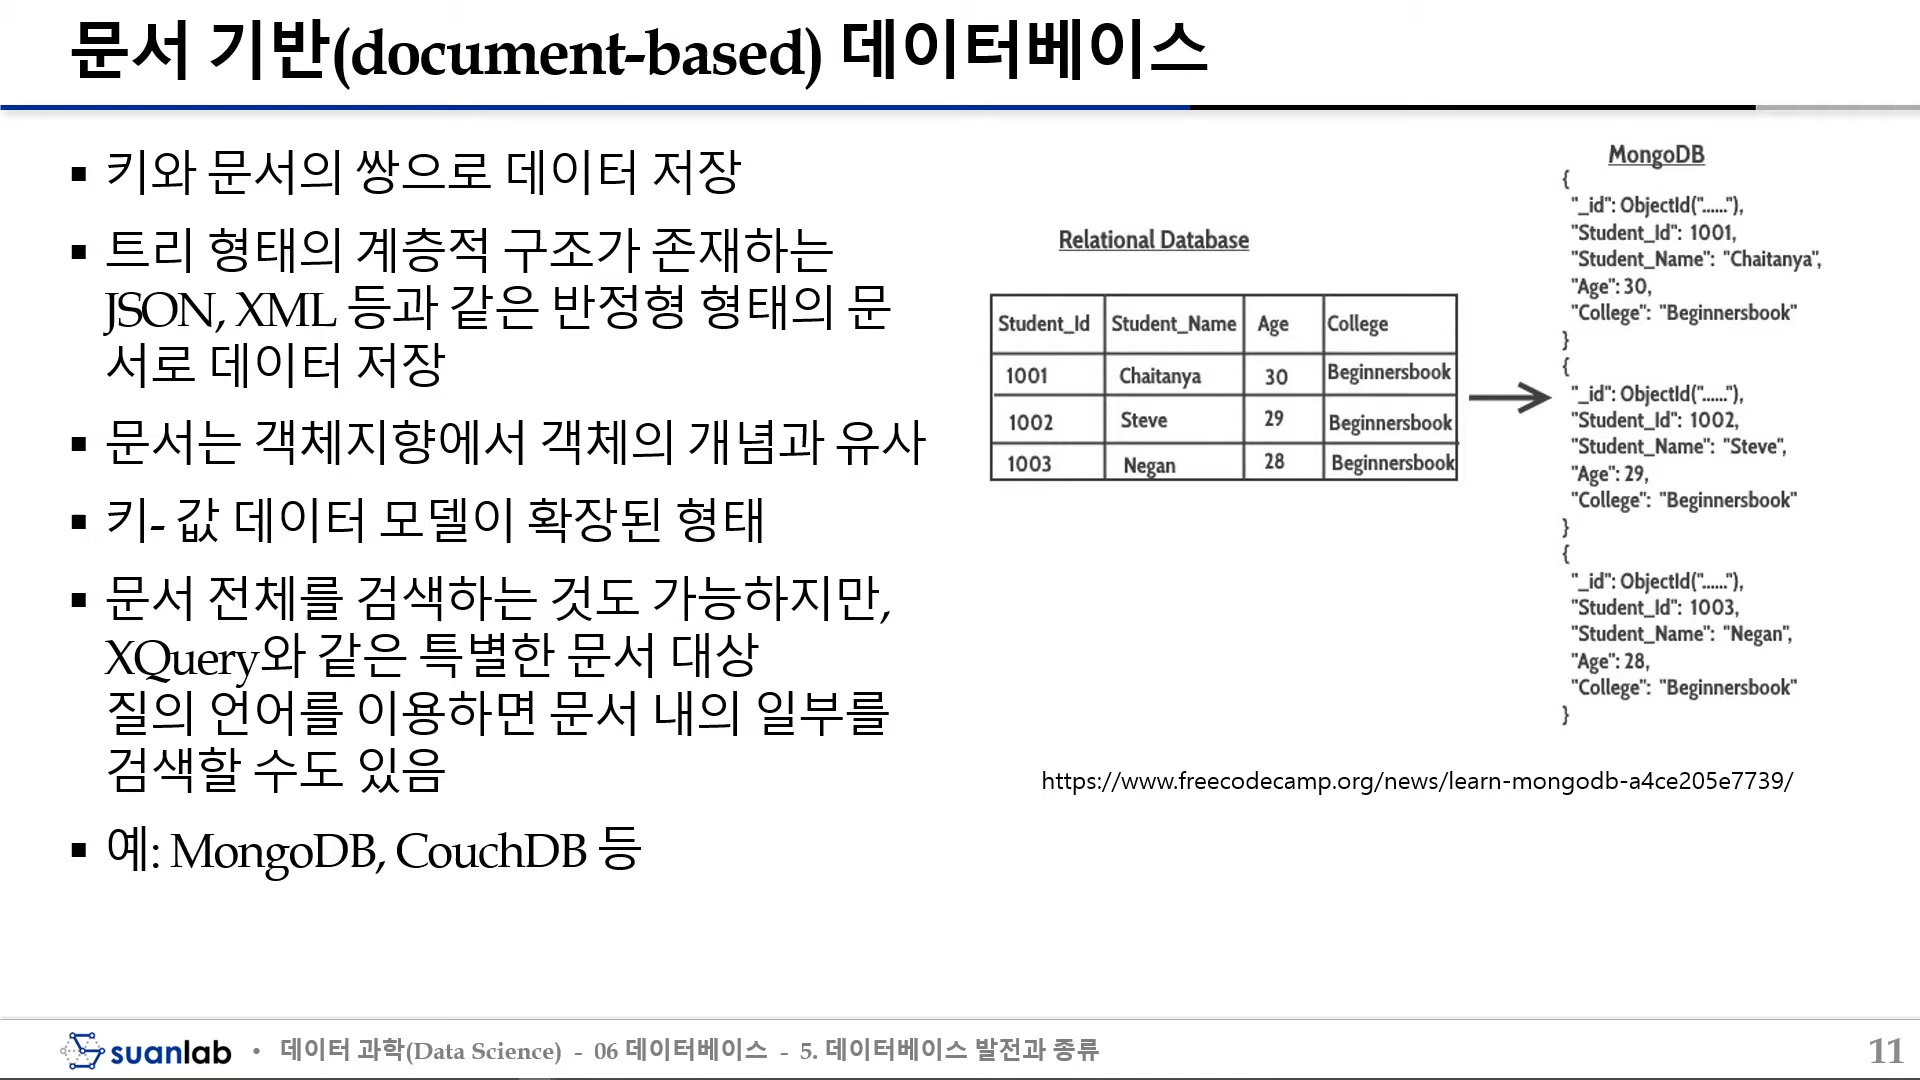 문서 기반(document-based) 데이터베이스
▪ 키와 문서의 쌍으로 데이터 저장
▪ 트리 형태의 계층적 구조가 존재하는
JSON, XML 등과 같은 반정형 형태의 문
서로 데이터 저장
▪ 문서는 객체지향에서 객체의 개념과 유사
▪ 키- 값 데이터 모델이 확장된 형태
▪ 문서 전체를 검색하는 것도 가능하지만,
XQuery와 같은 특별한 문서 대상
질의 언어를 이용하면 문서 내의 일부를
검색할 수도 있음
▪ 예: MongoDB, CouchDB 등
Relational Database
Student_Id Student_Name Age College
1001 Chaitanya 30 Beginnersbook
1002 Steve 29 Beginnersbook
1003 Negan 28 Beginnersbook
MongoDB
{
"_id": ObjectId("......"),
"Student_Id": 1001,
"Student_Name": "Chaitanya",
"Age": 30,
"College": "Beginnersbook"
}
{
"_id": ObjectId("......"),
"Student_Id": 1002,
"Student_Name": "Steve",
"Age": 29,
"College": "Beginnersbook"
}
{
"_id": ObjectId("......"),
"Student_Id": 1003,
"Student_Name": "Negan",
"Age": 28,
"College": "Beginnersbook"
}
https://www.freecodecamp.org/news/learn-mongodb-a4ce205e7739/
suanlab • 데이터 과학(Data Science) - 06 데이터베이스 - 5. 데이터베이스 발전과 종류
11